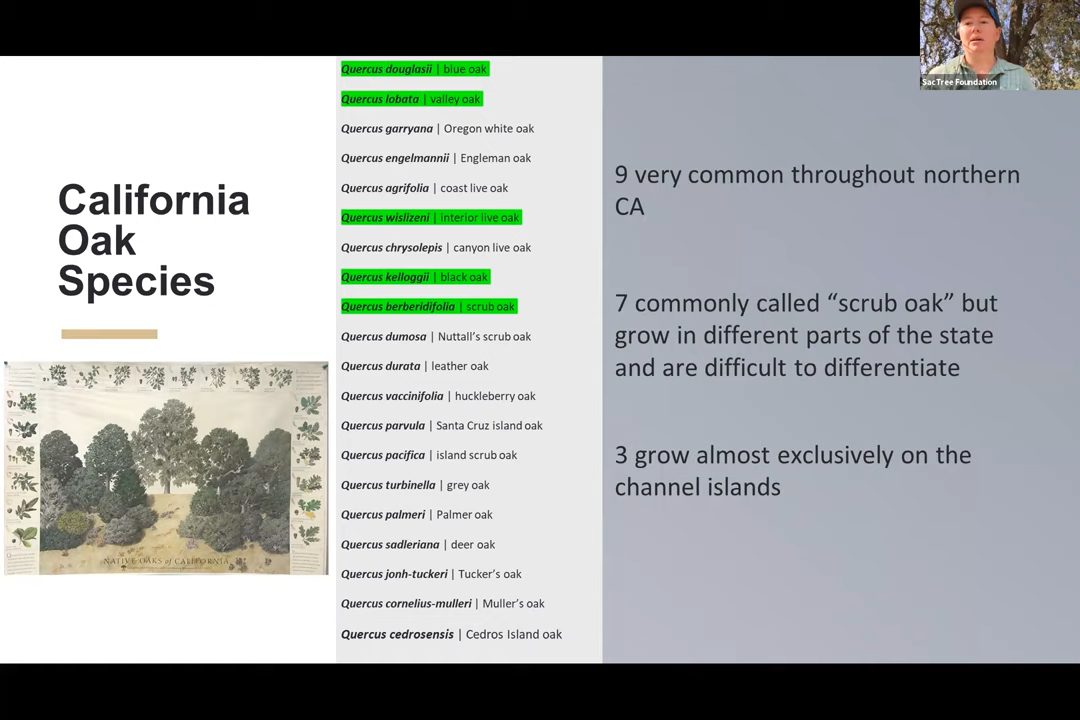 SacTree Foundation
California
Oak
Species
NATIVE OAKS of CALIFORNIA
Quercus douglasii | blue oak
Quercus lobata | valley oak
Quercus garryana | Oregon white oak
Quercus engelmannii | Engleman oak
Quercus agrifolia | coast live oak
Quercus wislizeni | interior live oak
Quercus chrysolepis | canyon live oak
Quercus kelloggii | black oak
Quercus berberidifolia | scrub oak
Quercus dumosa | Nuttall's scrub oak
Quercus durata | leather oak
Quercus vaccinifolia | huckleberry oak
Quercus parvula | Santa Cruz island oak
Quercus pacifica | island scrub oak
Quercus turbinella | grey oak
Quercus palmeri | Palmer oak
Quercus sadleriana | deer oak
Quercus jonh-tuckeri | Tucker's oak
Quercus cornelius-mulleri | Muller's oak
Quercus cedrosensis | Cedros Island oak
9 very common throughout northern
CA
7 commonly called “scrub oak” but
grow in different parts of the state
and are difficult to differentiate
3 grow almost exclusively on the
channel islands